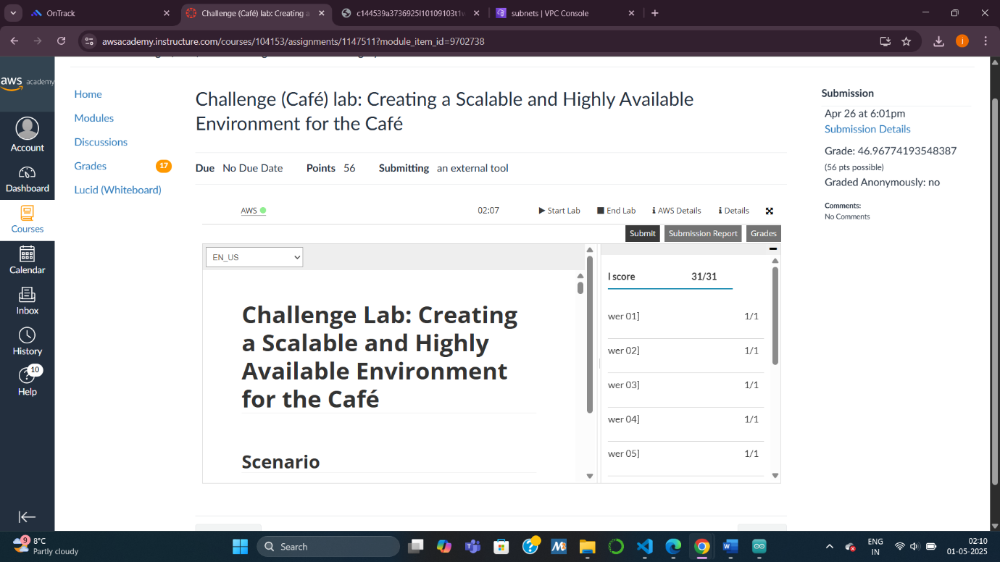 OnTrack
Challenge (Café) lab: Creating a
c144539a3736925l10109103t1w
subnets | VPC Console
awsacademy.instructure.com/courses/104153/assignments/1147511?module_item_id=9702738
j
aws academy
Account
Dashboard
Courses
Calendar
Inbox
History
10
Help
Home
Modules
Discussions
Grades 17
Lucid (Whiteboard)
Challenge (Café) lab: Creating a Scalable and Highly Available
Environment for the Café
Due No Due Date Points 56 Submitting an external tool
AWS 02:07 Start Lab End Lab AWS Details Details
Submit Submission Report Grades
EN_US
Challenge Lab: Creating
a Scalable and Highly
Available Environment
for the Café
Scenario
l score 31/31
wer 01] 1/1
wer 02] 1/1
wer 03] 1/1
wer 04] 1/1
wer 05] 1/1
Submission
Apr 26 at 6:01pm
Submission Details
Grade: 46.96774193548387
(56 pts possible)
Graded Anonymously: no
Comments:
No Comments
9
8°C
Partly cloudy
Search
ENG
IN
02:10
01-05-2025